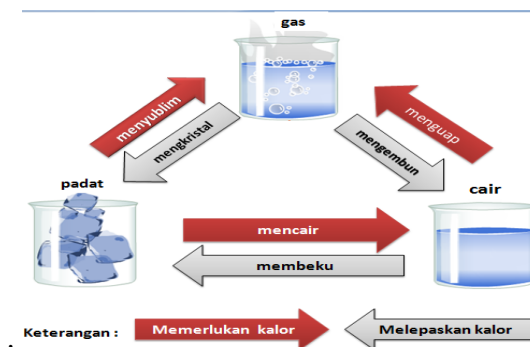 gas
menyublim
mengkristal
menguap
mengembun
padat
cair
mencair
membeku
Keterangan :
Memerlukan kalor
Melepaskan kalor